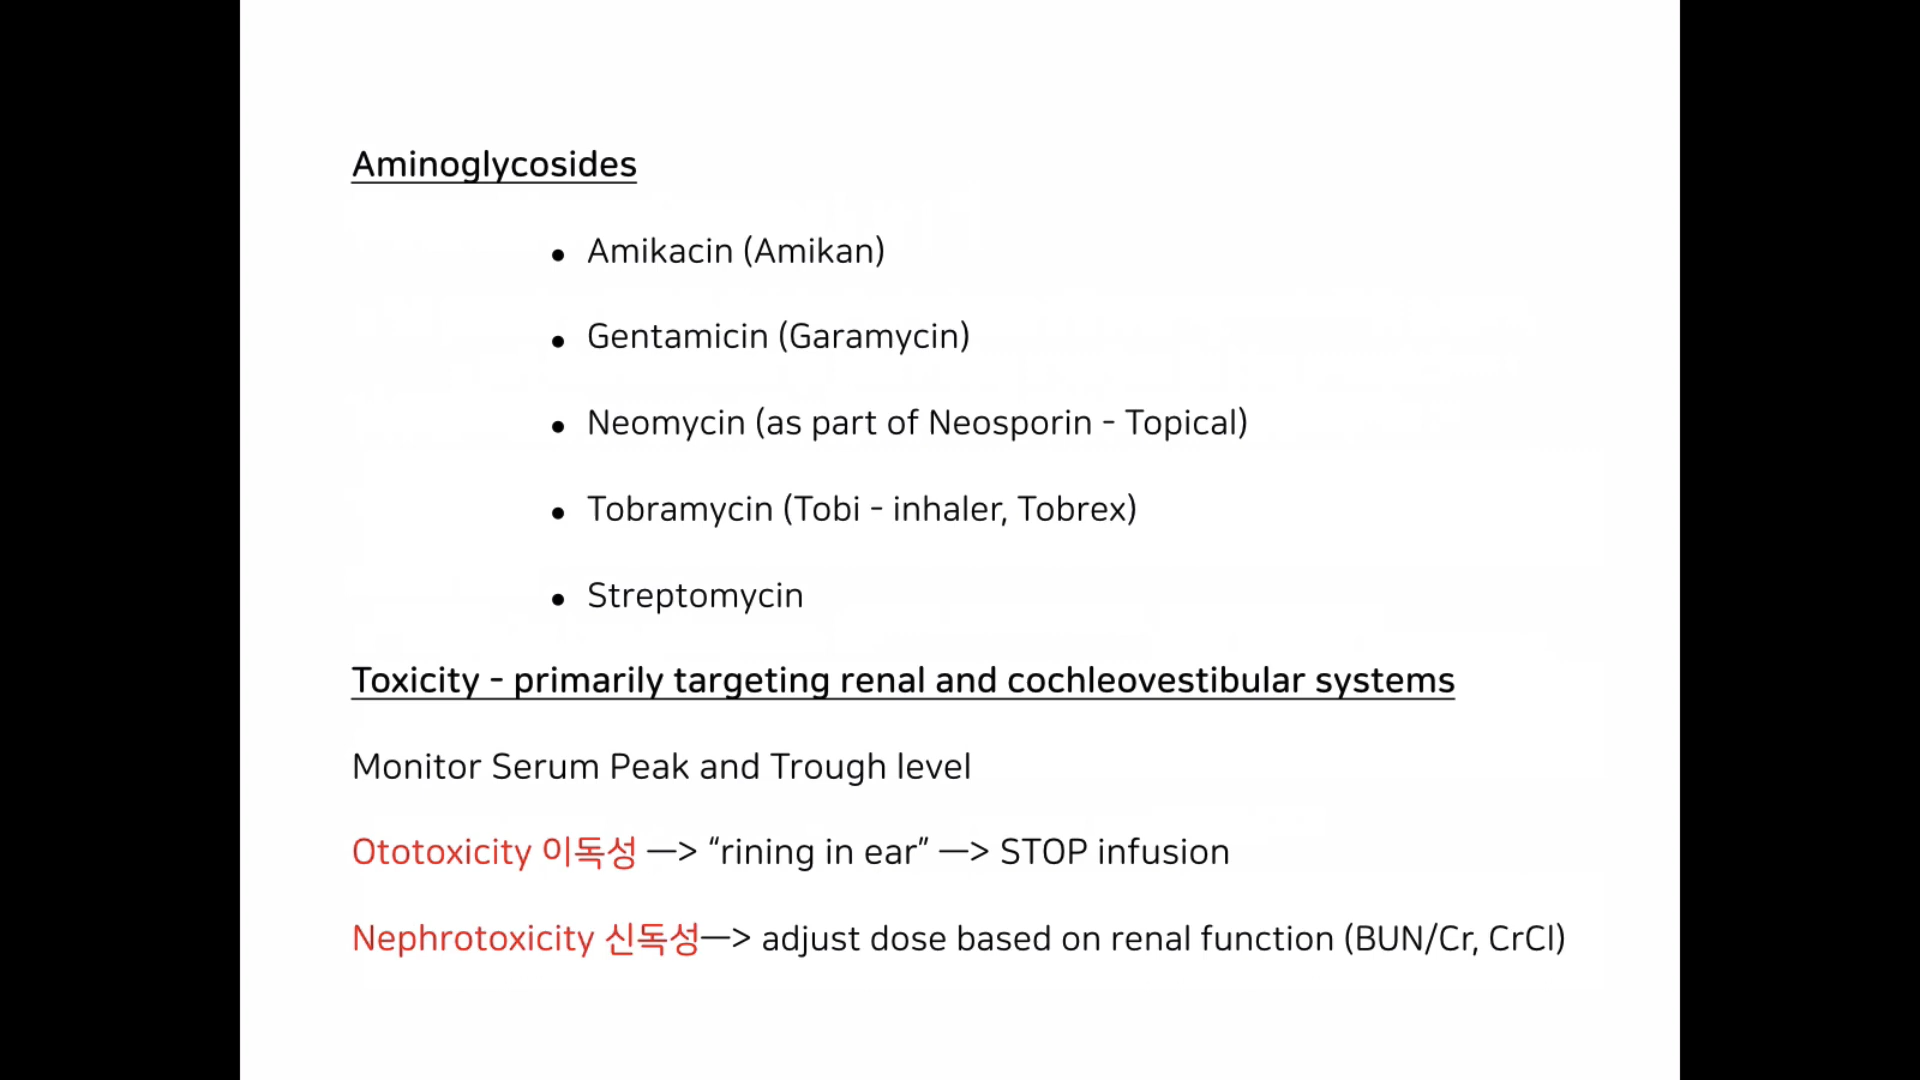 Aminoglycosides
• Amikacin (Amikan)
• Gentamicin (Garamycin)
• Neomycin (as part of Neosporin - Topical)
• Tobramycin (Tobi - inhaler, Tobrex)
• Streptomycin
Toxicity - primarily targeting renal and cochleovestibular systems
Monitor Serum Peak and Trough level
Ototoxicity 이독성 —> “rining in ear” —> STOP infusion
Nephrotoxicity 신독성—> adjust dose based on renal function (BUN/Cr, CrCl)